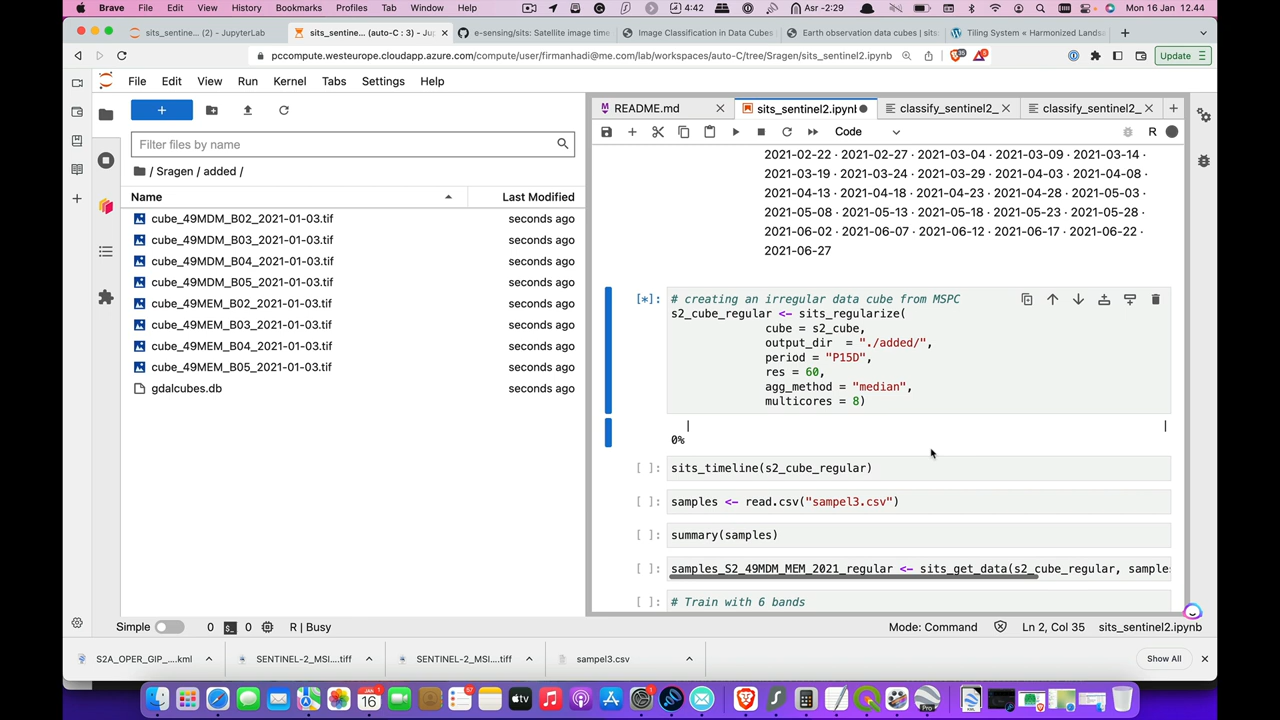 Brave File Edit View History Bookmarks Profiles Tab Window Help 4:42 Asr -2:29 Mon 16 Jan 12.44
sits_sentine… (2) - JupyterLab
sits_sentine… (auto-C : 3) - Ju
e-sensing/sits: Satellite image time
Image Classification in Data Cubes
Earth observation data cubes | sits
Tiling System « Harmonized Landsa
pccompute.westeurope.cloudapp.azure.com/compute/user/firmanhadi@me.com/lab/workspaces/auto-C/tree/Sragen/sits_sentinel2.ipynb
Update
File Edit View Run Kernel Tabs Settings Help
Filter files by name
/ Sragen / added /
Name Last Modified
cube_49MDM_B02_2021-01-03.tif seconds ago
cube_49MDM_B03_2021-01-03.tif seconds ago
cube_49MDM_B04_2021-01-03.tif seconds ago
cube_49MDM_B05_2021-01-03.tif seconds ago
cube_49MEM_B02_2021-01-03.tif seconds ago
cube_49MEM_B03_2021-01-03.tif seconds ago
cube_49MEM_B04_2021-01-03.tif seconds ago
cube_49MEM_B05_2021-01-03.tif seconds ago
gdalcubes.db seconds ago
README.md
sits_sentinel2.ipynb
classify_sentinel2_
classify_sentinel2_
Code
R
2021-02-22 · 2021-02-27 · 2021-03-04 · 2021-03-09 · 2021-03-14 ·
2021-03-19 · 2021-03-24 · 2021-03-29 · 2021-04-03 · 2021-04-08 ·
2021-04-13 · 2021-04-18 · 2021-04-23 · 2021-04-28 · 2021-05-03 ·
2021-05-08 · 2021-05-13 · 2021-05-18 · 2021-05-23 · 2021-05-28 ·
2021-06-02 · 2021-06-07 · 2021-06-12 · 2021-06-17 · 2021-06-22 ·
2021-06-27
[*]: # creating an irregular data cube from MSPC
s2_cube_regular <- sits_regularize(
cube = s2_cube,
output_dir = "./added/",
period = "P15D",
res = 60,
agg_method = "median",
multicores = 8)
| |
0%
[ ]: sits_timeline(s2_cube_regular)
[ ]: samples <- read.csv("sampel3.csv")
[ ]: summary(samples)
[ ]: samples_S2_49MDM_MEM_2021_regular <- sits_get_data(s2_cube_regular, sample
[ ]: # Train with 6 bands
Simple 0 0 R | Busy
Mode: Command Ln 2, Col 35 sits_sentinel2.ipynb
S2A_OPER_GIP_….kml
SENTINEL-2_MSI….tiff
SENTINEL-2_MSI….tiff
sampel3.csv
Show All